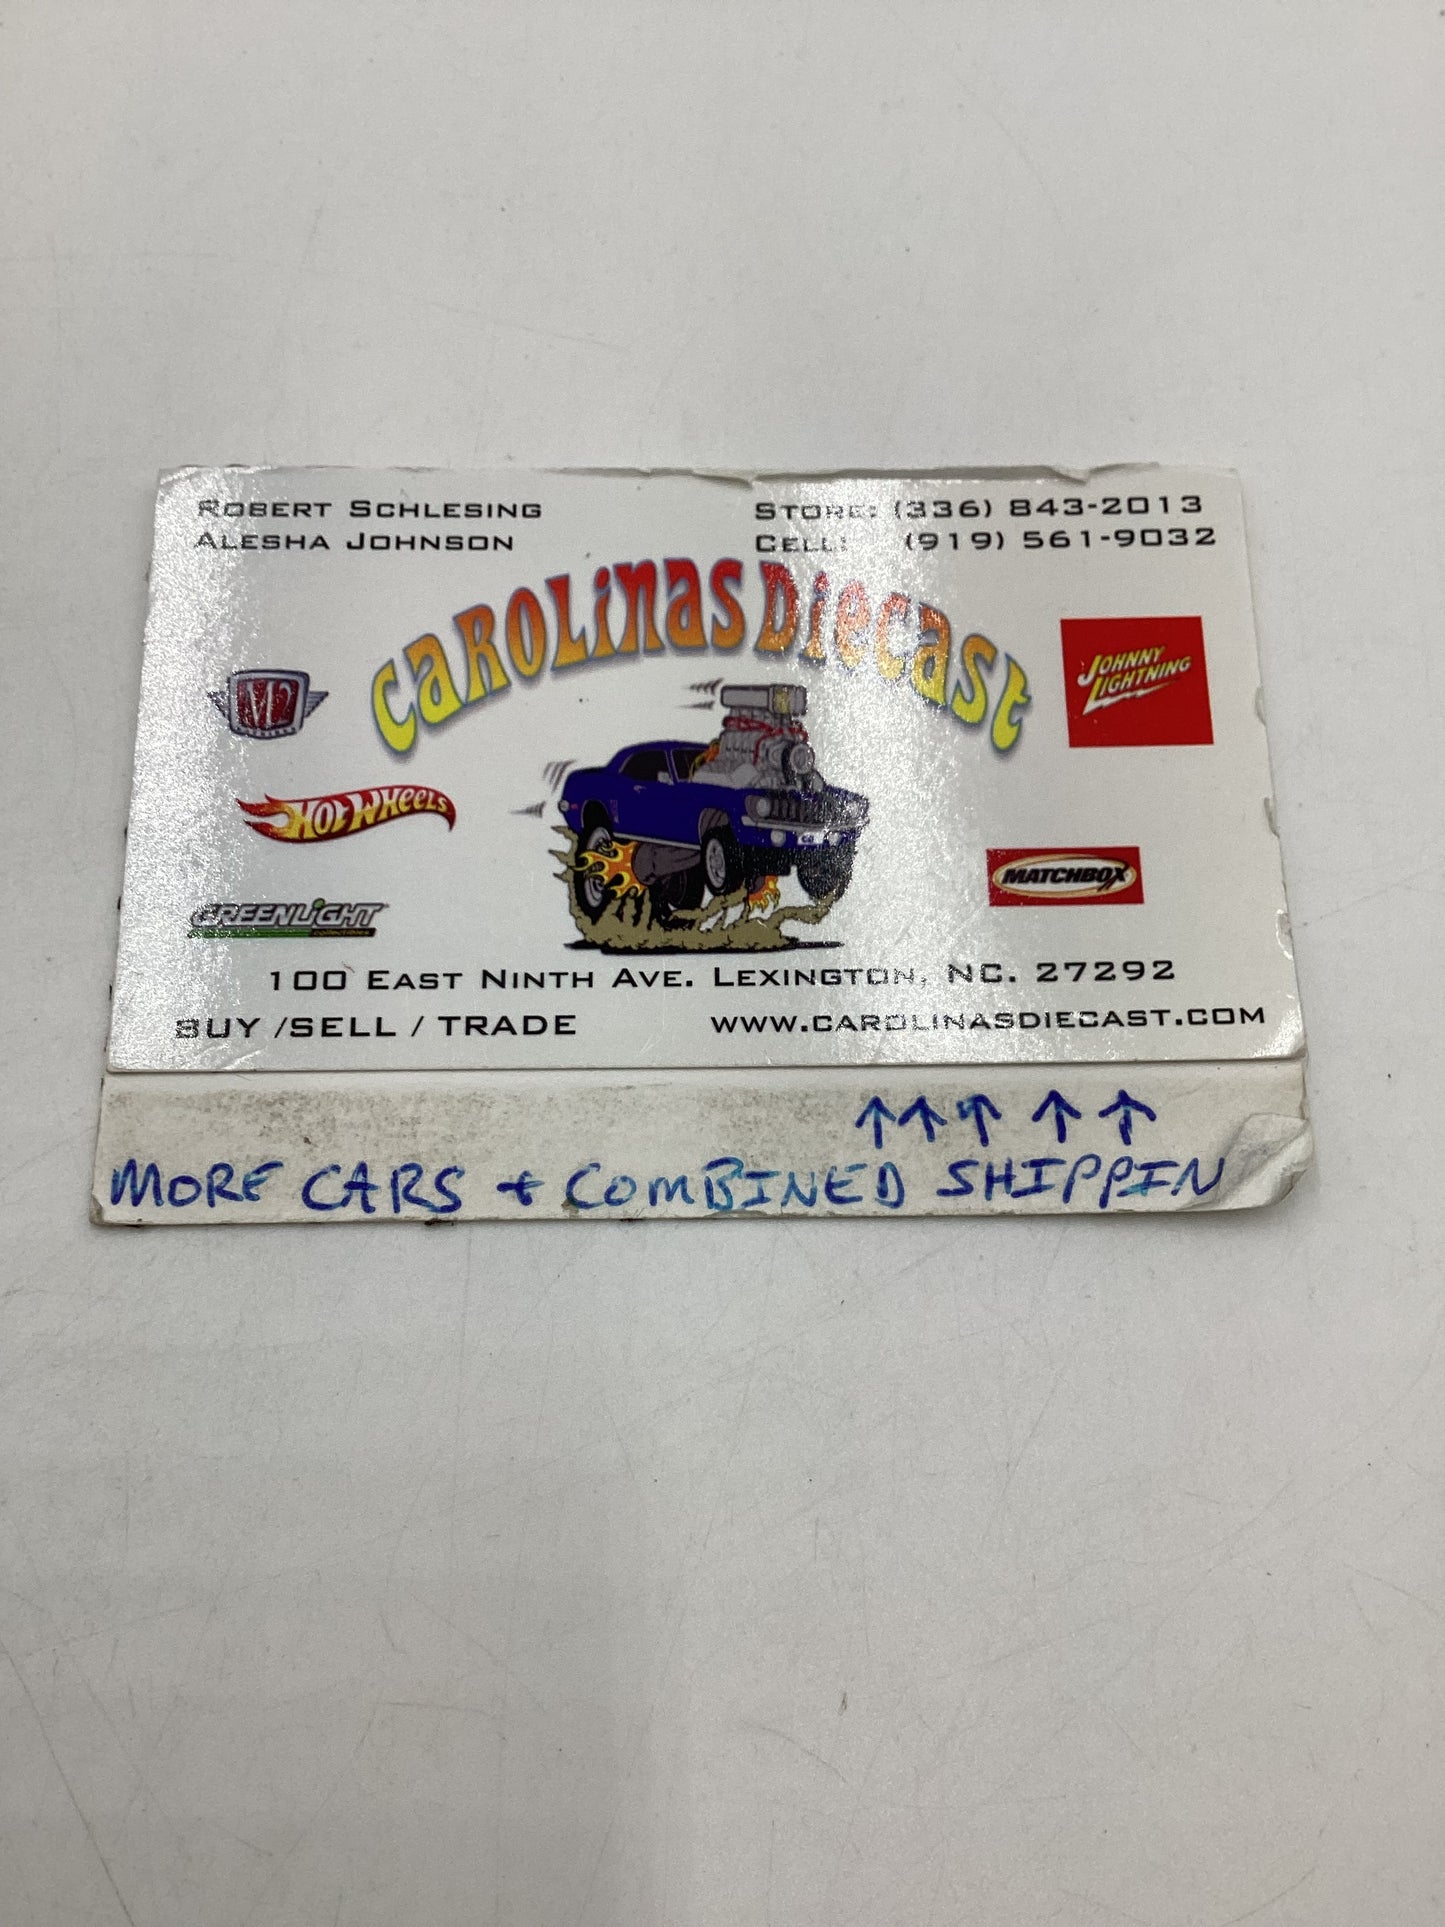 ROBERT SCHLESING
ALESHA JOHNSON
STORE: (336) 843-2013
CELL: (919) 561-9032
CAROLINAS DIECAST
M2
JOHNNY LIGHTNING
HOT WHEELS
MATCHBOX
GREENLIGHT
collectibles
100 EAST NINTH AVE. LEXINGTON, NC. 27292
BUY /SELL / TRADE
WWW.CAROLINASDIECAST.COM
↑↑↑ ↑ ↑
MORE CARS + COMBINED SHIPPIN